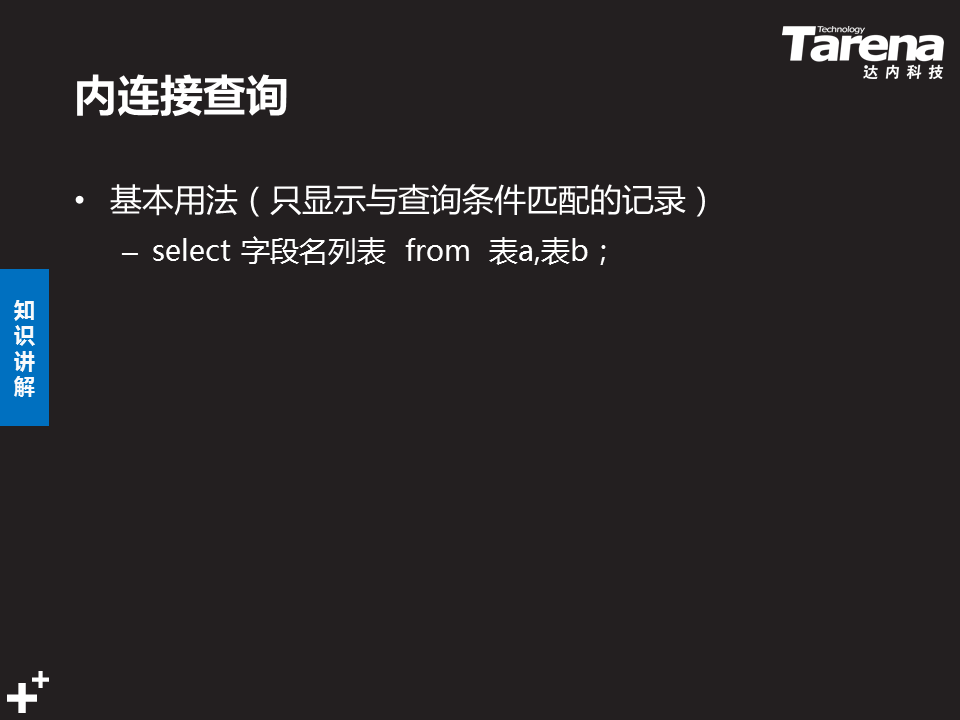 Technology
Tarena
达内科技
内连接查询
• 基本用法（只显示与查询条件匹配的记录）
– select 字段名列表 from 表a,表b；
知
识
讲
解